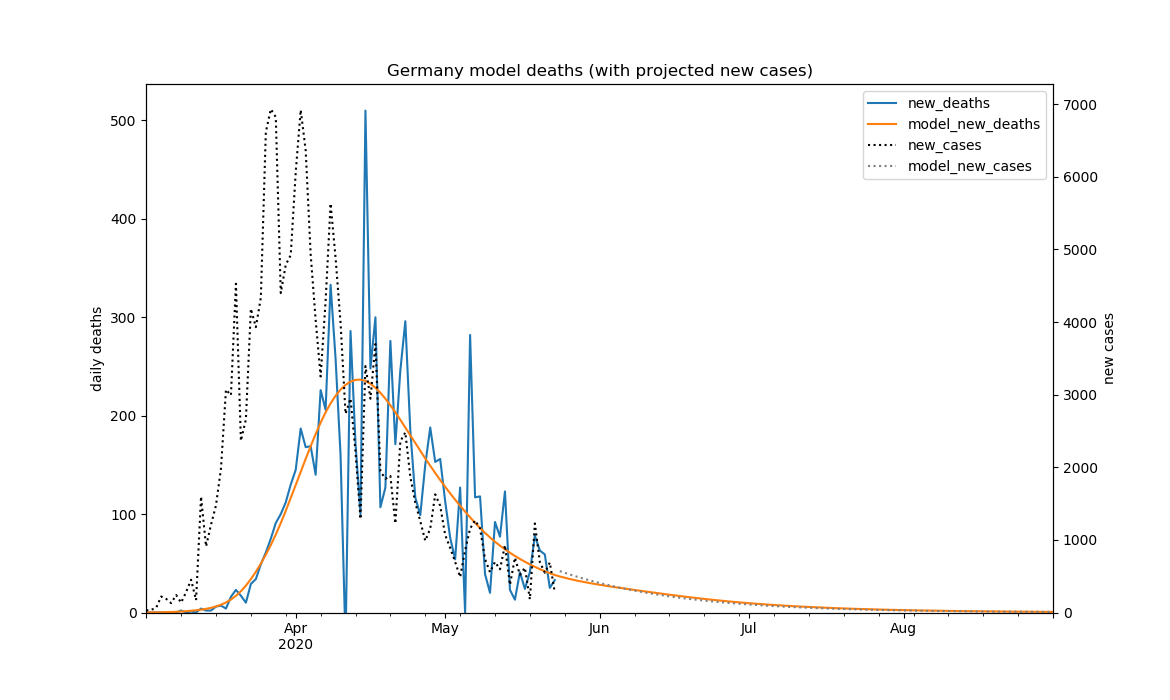 Germany model deaths (with projected new cases)
new_deaths
model_new_deaths
new_cases
model_new_cases
daily deaths
500
400
300
200
100
0
7000
6000
5000
4000
3000
2000
1000
0
new cases
Apr
2020
May
Jun
Jul
Aug